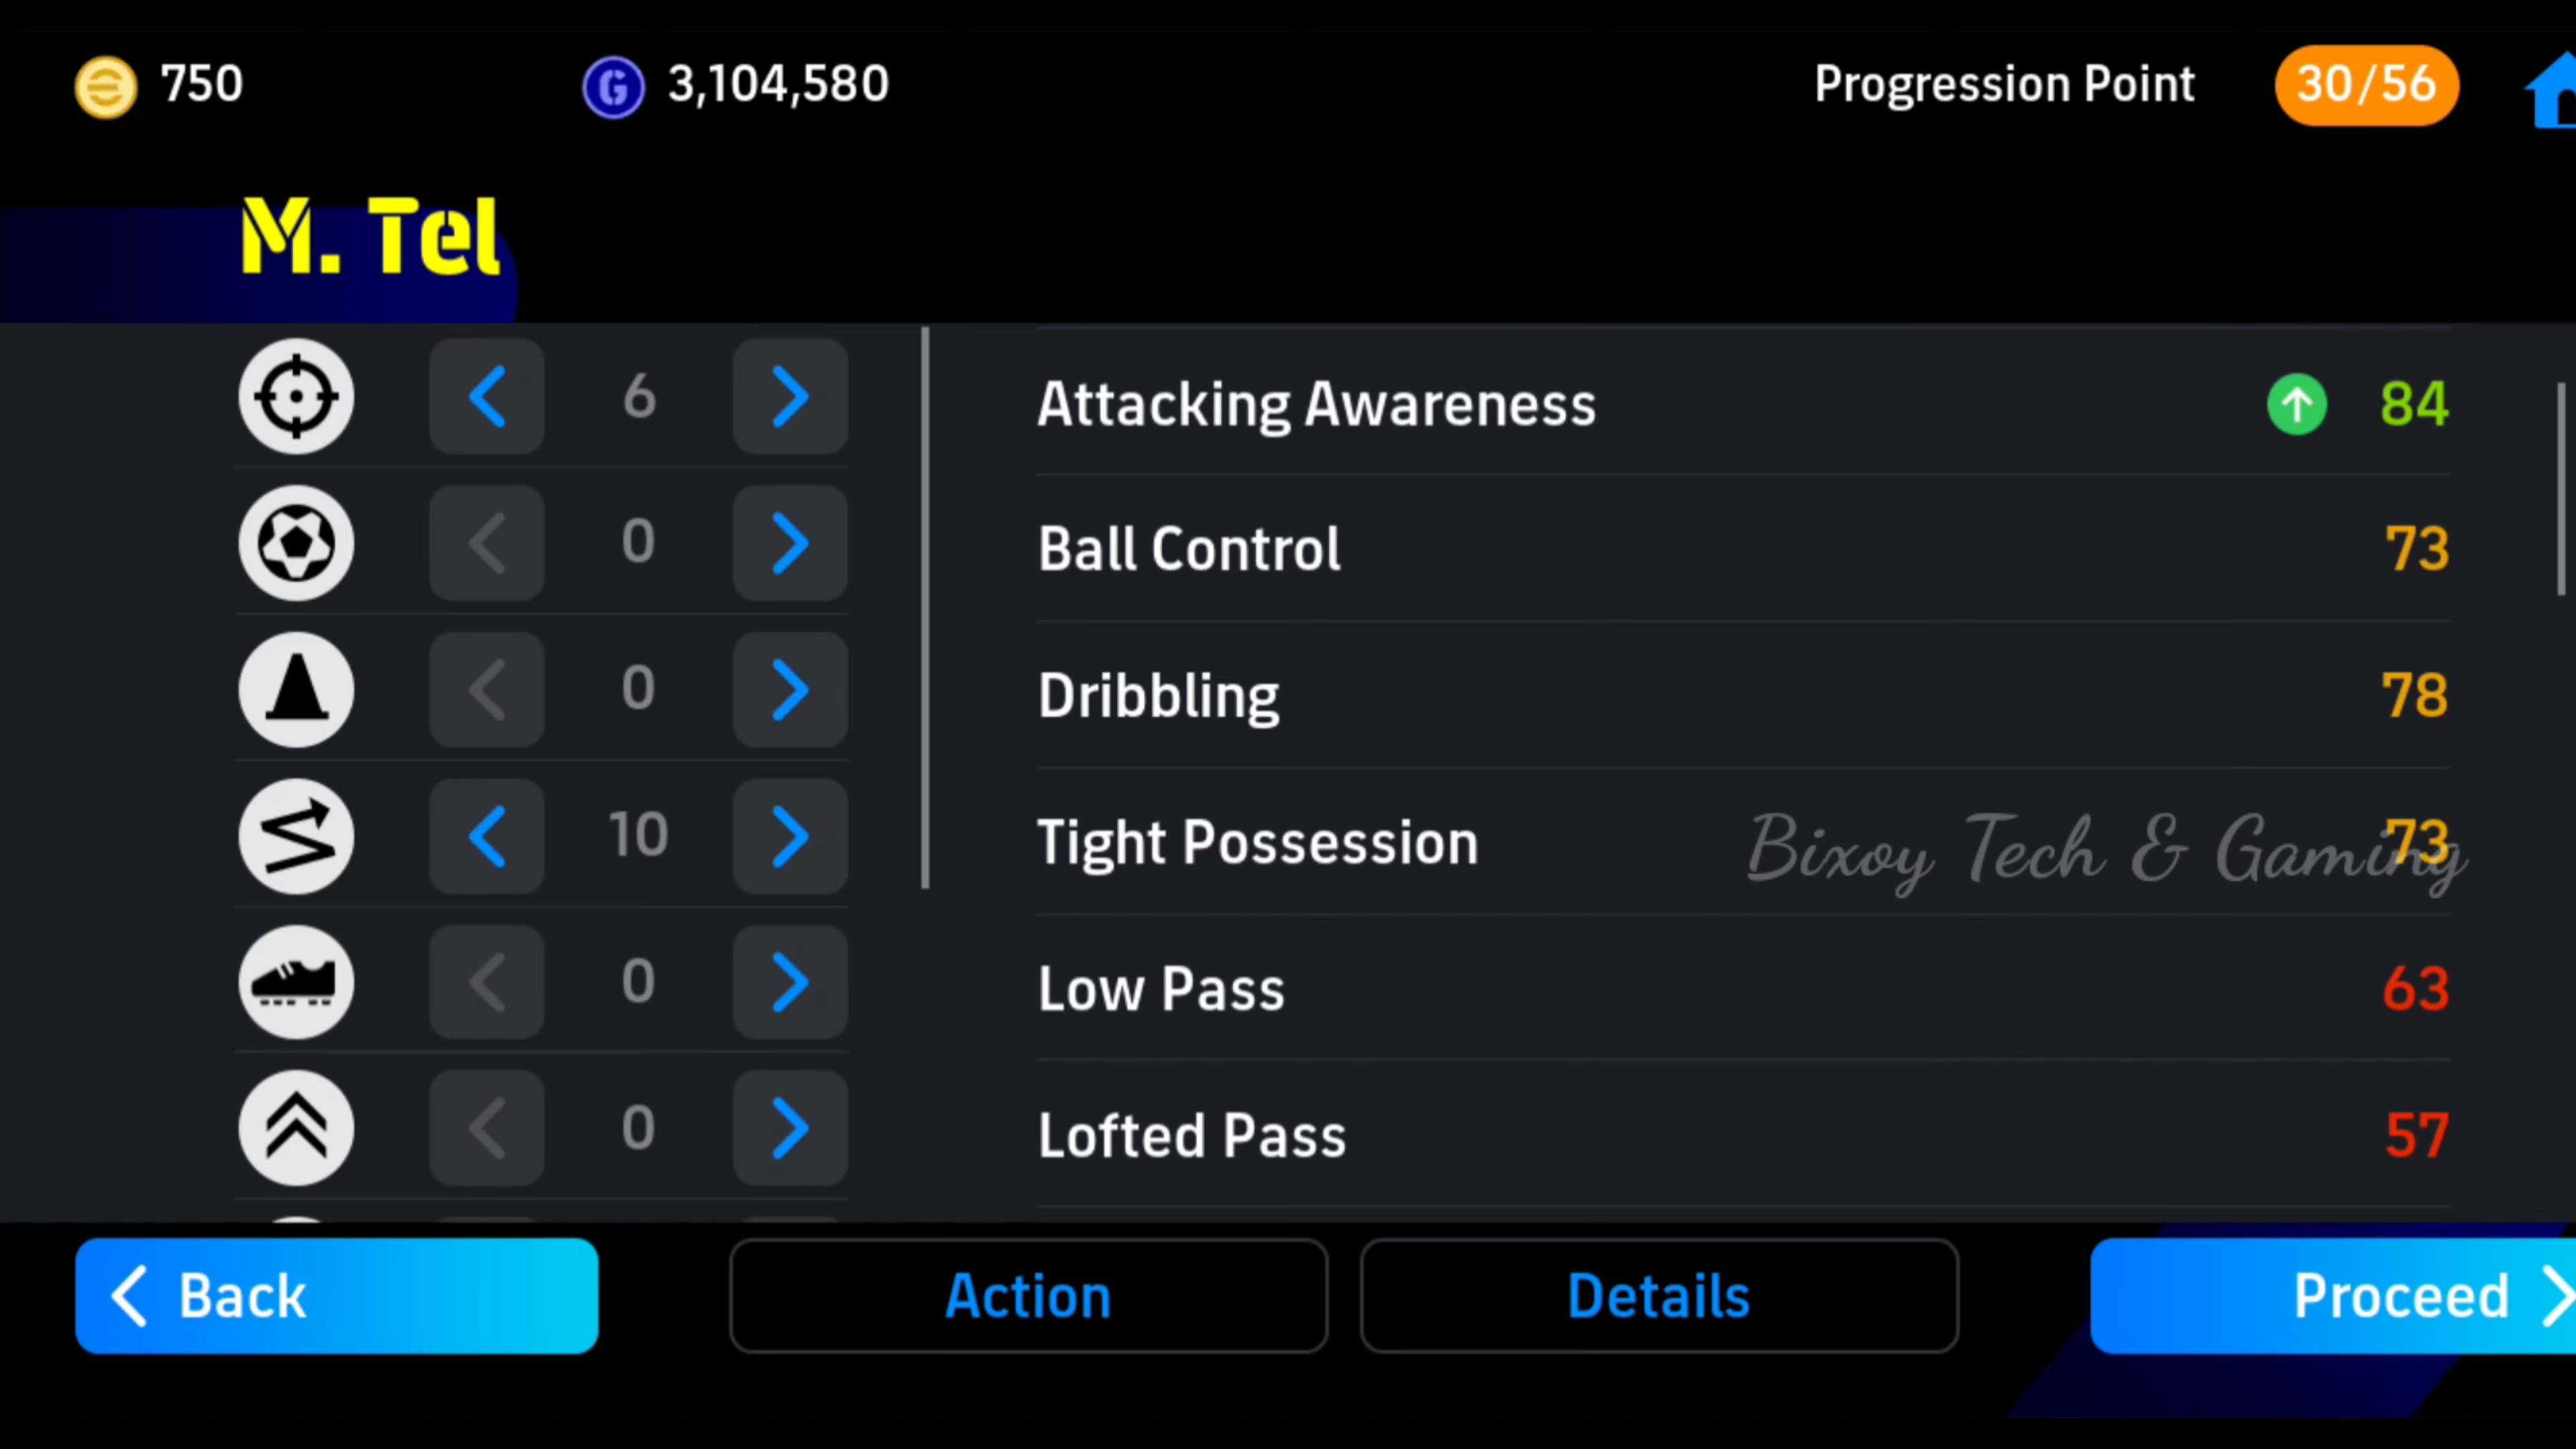 750
3,104,580
Progression Point
30/56
M. Tel
6
Attacking Awareness
84
0
Ball Control
73
0
Dribbling
78
10
Tight Possession
73
Bixoy Tech & Gaming
0
Low Pass
63
0
Lofted Pass
57
Back
Action
Details
Proceed